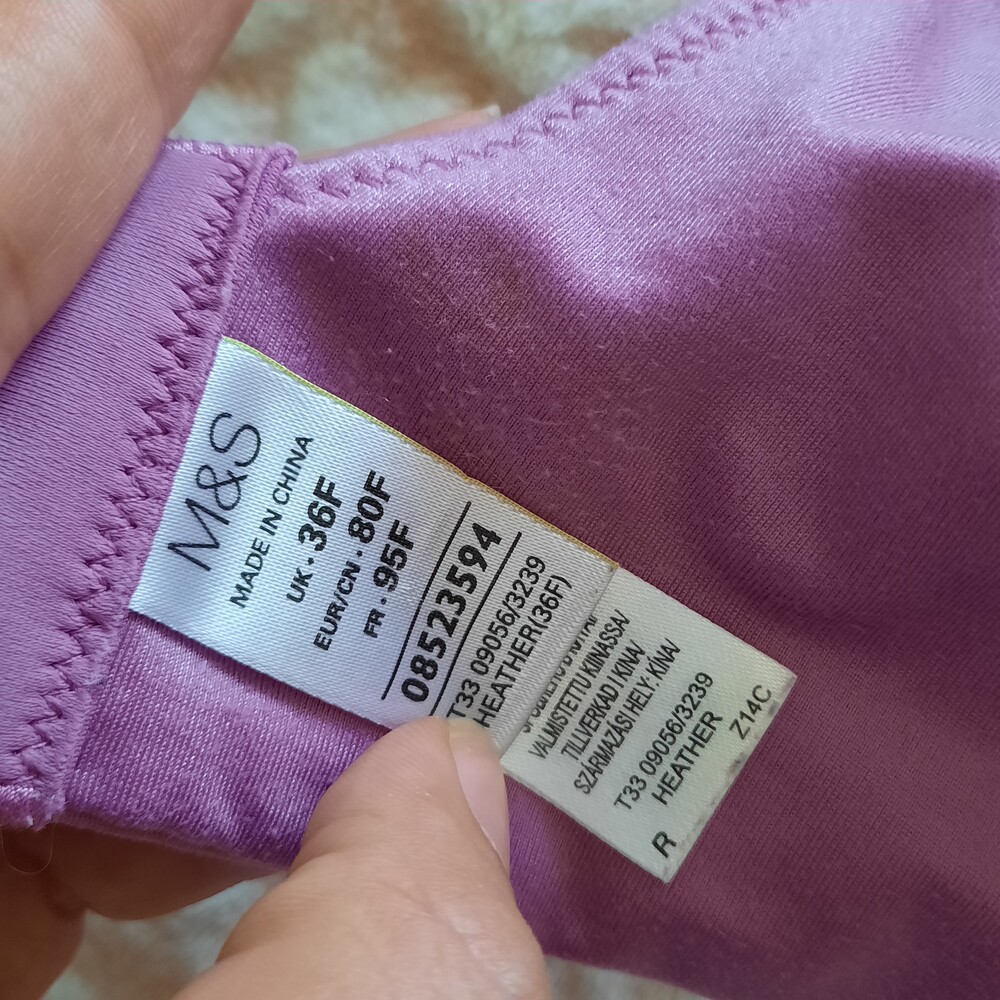 M&S
MADE IN CHINA
UK • 36F
EUR/CN • 80F
FR • 95F
08523594
T33 09056/3239
HEATHER(36F)
VALMISTETTU KIINASSA/
TILLVERKAD I KINA/
SZÁRMAZÁSI HELY: KÍNA/
T33 09056/3239
HEATHER
R Z14C